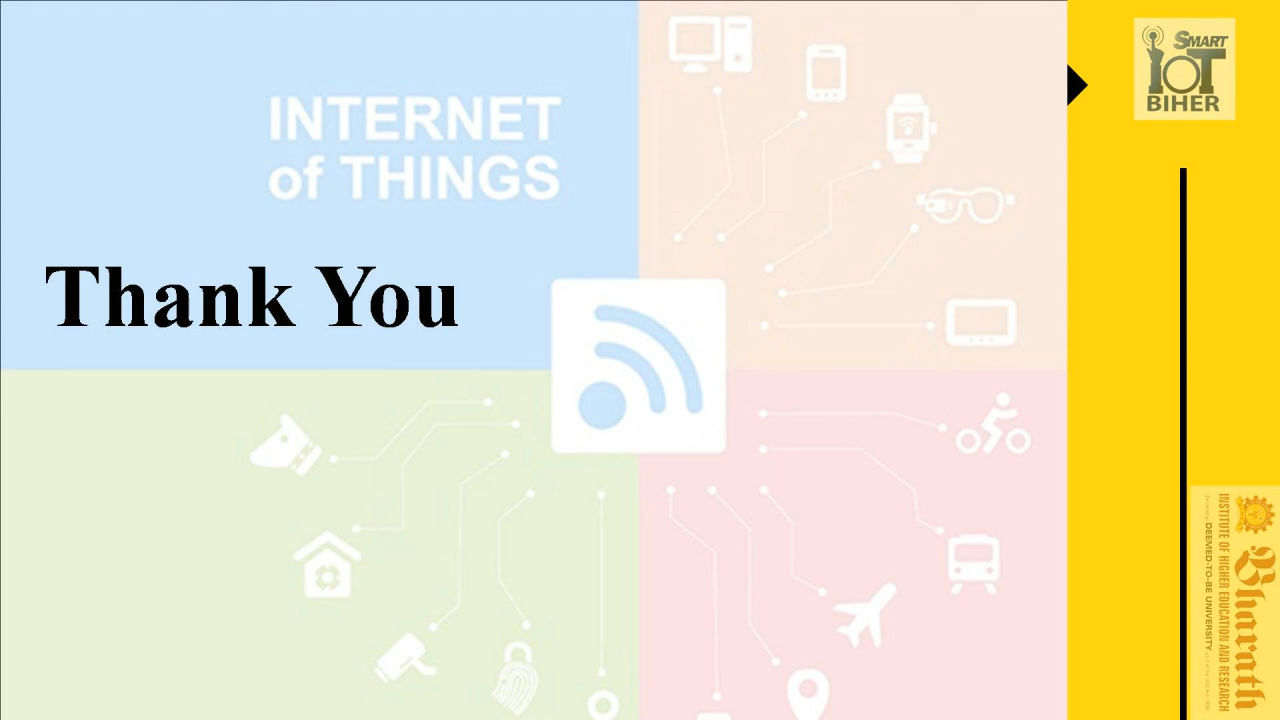 INTERNET
of THINGS
Thank You
SMART
IOT
BIHER
Bharath
INSTITUTE OF HIGHER EDUCATION AND RESEARCH
DEEMED-TO-BE UNIVERSITY